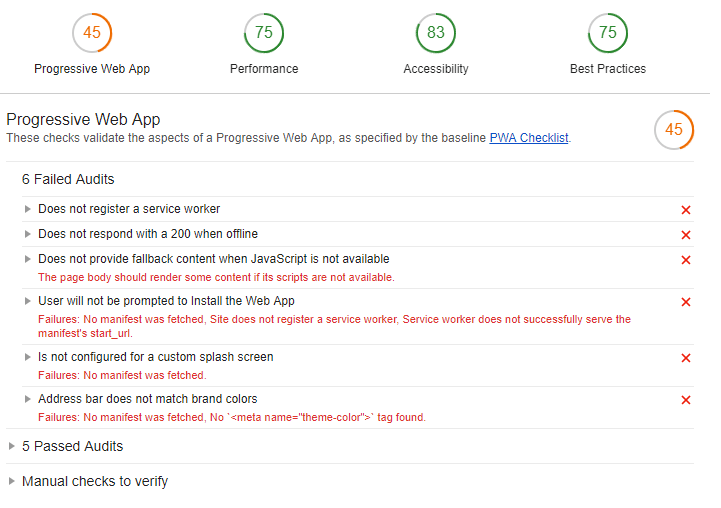 45 75 83 75
Progressive Web App Performance Accessibility Best Practices
Progressive Web App
These checks validate the aspects of a Progressive Web App, as specified by the baseline PWA Checklist.
45
6 Failed Audits
Does not register a service worker
Does not respond with a 200 when offline
Does not provide fallback content when JavaScript is not available
The page body should render some content if its scripts are not available.
User will not be prompted to Install the Web App
Failures: No manifest was fetched, Site does not register a service worker, Service worker does not successfully serve the
manifest's start_url.
Is not configured for a custom splash screen
Failures: No manifest was fetched.
Address bar does not match brand colors
Failures: No manifest was fetched, No `<meta name="theme-color">` tag found.
5 Passed Audits
Manual checks to verify